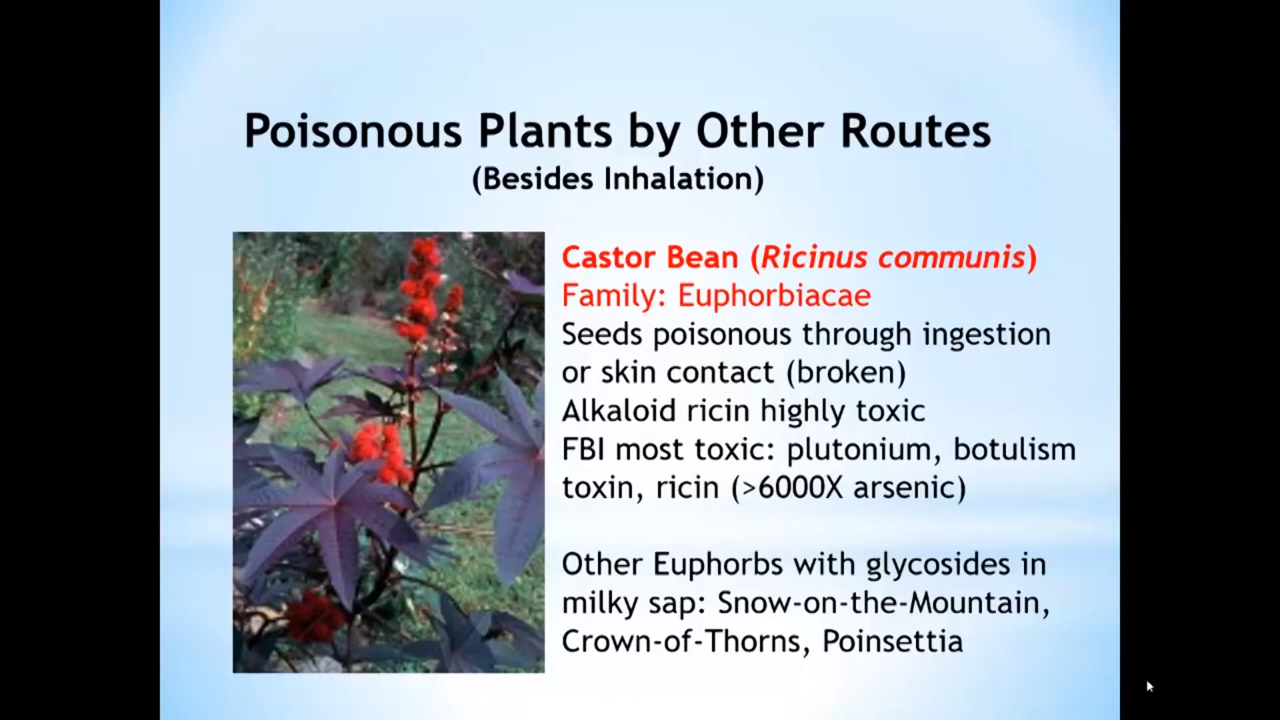 Poisonous Plants by Other Routes
(Besides Inhalation)
Castor Bean (Ricinus communis)
Family: Euphorbiacae
Seeds poisonous through ingestion
or skin contact (broken)
Alkaloid ricin highly toxic
FBI most toxic: plutonium, botulism
toxin, ricin (>6000X arsenic)
Other Euphorbs with glycosides in
milky sap: Snow-on-the-Mountain,
Crown-of-Thorns, Poinsettia